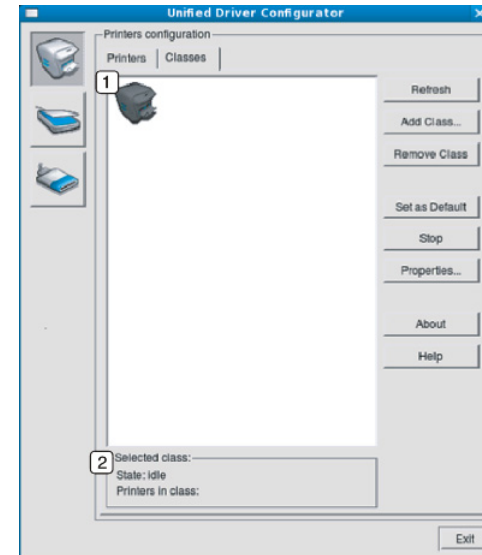 Unified Driver Configurator
Printers configuration
Printers Classes
1
Refresh
Add Class...
Remove Class
Set as Default
Stop
Properties...
About
Help
2 Selected class:
State: idle
Printers in class:
Exit